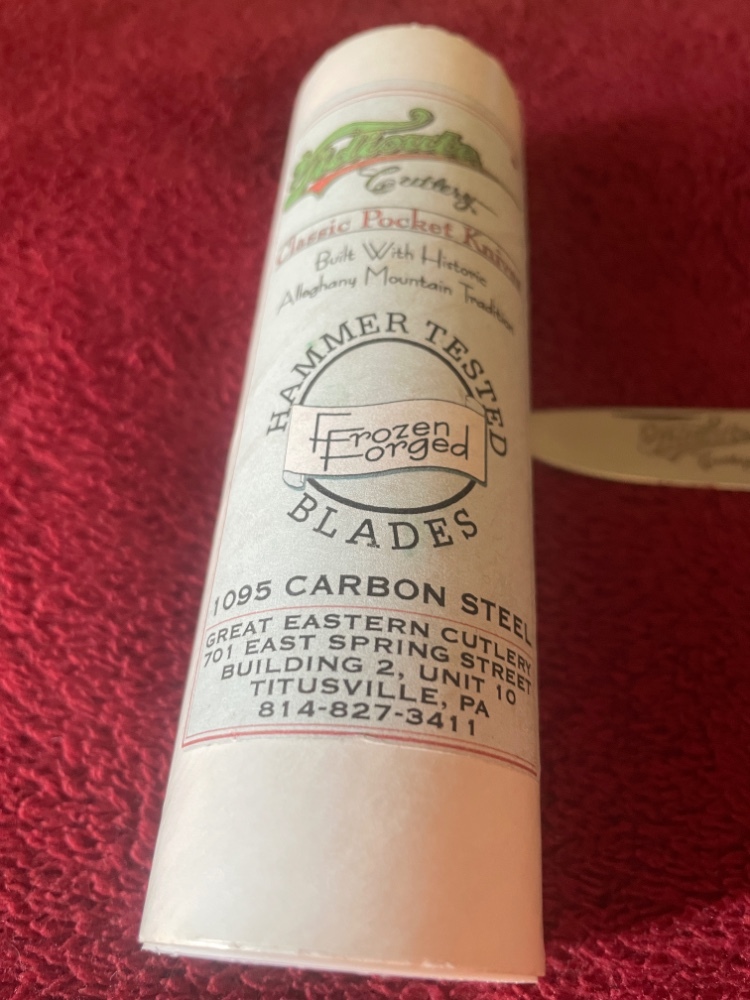 Tidioute
Cutlery
Classic Pocket Knives
Built With Historic
Alleghany Mountain Tradition
HAMMER TESTED
Frozen
Forged
BLADES
1095 CARBON STEEL
GREAT EASTERN CUTLERY
701 EAST SPRING STREET
BUILDING 2, UNIT 10
TITUSVILLE, PA
814-827-3411